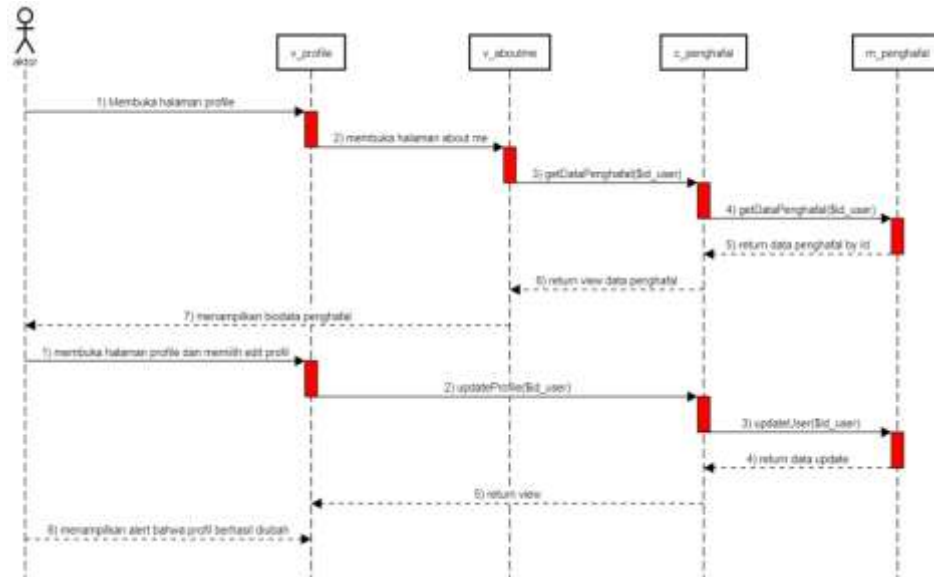 aktor
v_profile
v_aboutme
c_penghafal
m_penghafal
1) Membuka halaman profile
2) membuka halaman about me
3) getDataPenghafal($id_user)
4) getDataPenghafal($id_user)
5) return data penghafal by id
6) return view data penghafal
7) menampilkan biodata penghafal
1) membuka halaman profile dan memilih edit profil
2) updateProfile($id_user)
3) updateUser($id_user)
4) return data update
5) return view
6) menampilkan alert bahwa profil berhasil diubah